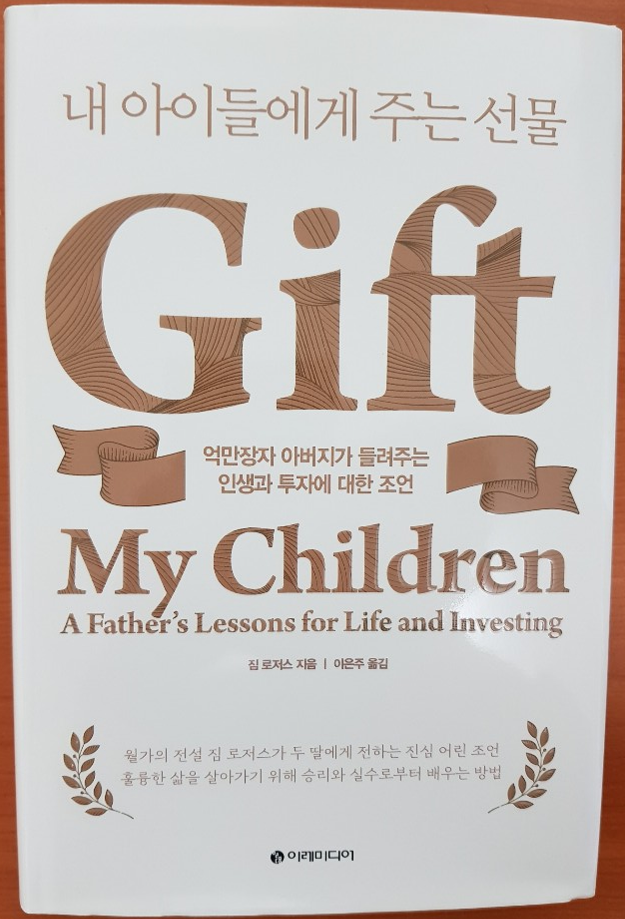 내 아이들에게 주는 선물
Gift
억만장자 아버지가 들려주는
인생과 투자에 대한 조언
My Children
A Father's Lessons for Life and Investing
짐 로저스 지음 | 이은주 옮김
월가의 전설 짐 로저스가 두 딸에게 전하는 진심 어린 조언
훌륭한 삶을 살아가기 위해 승리와 실수로부터 배우는 방법
이레미디어